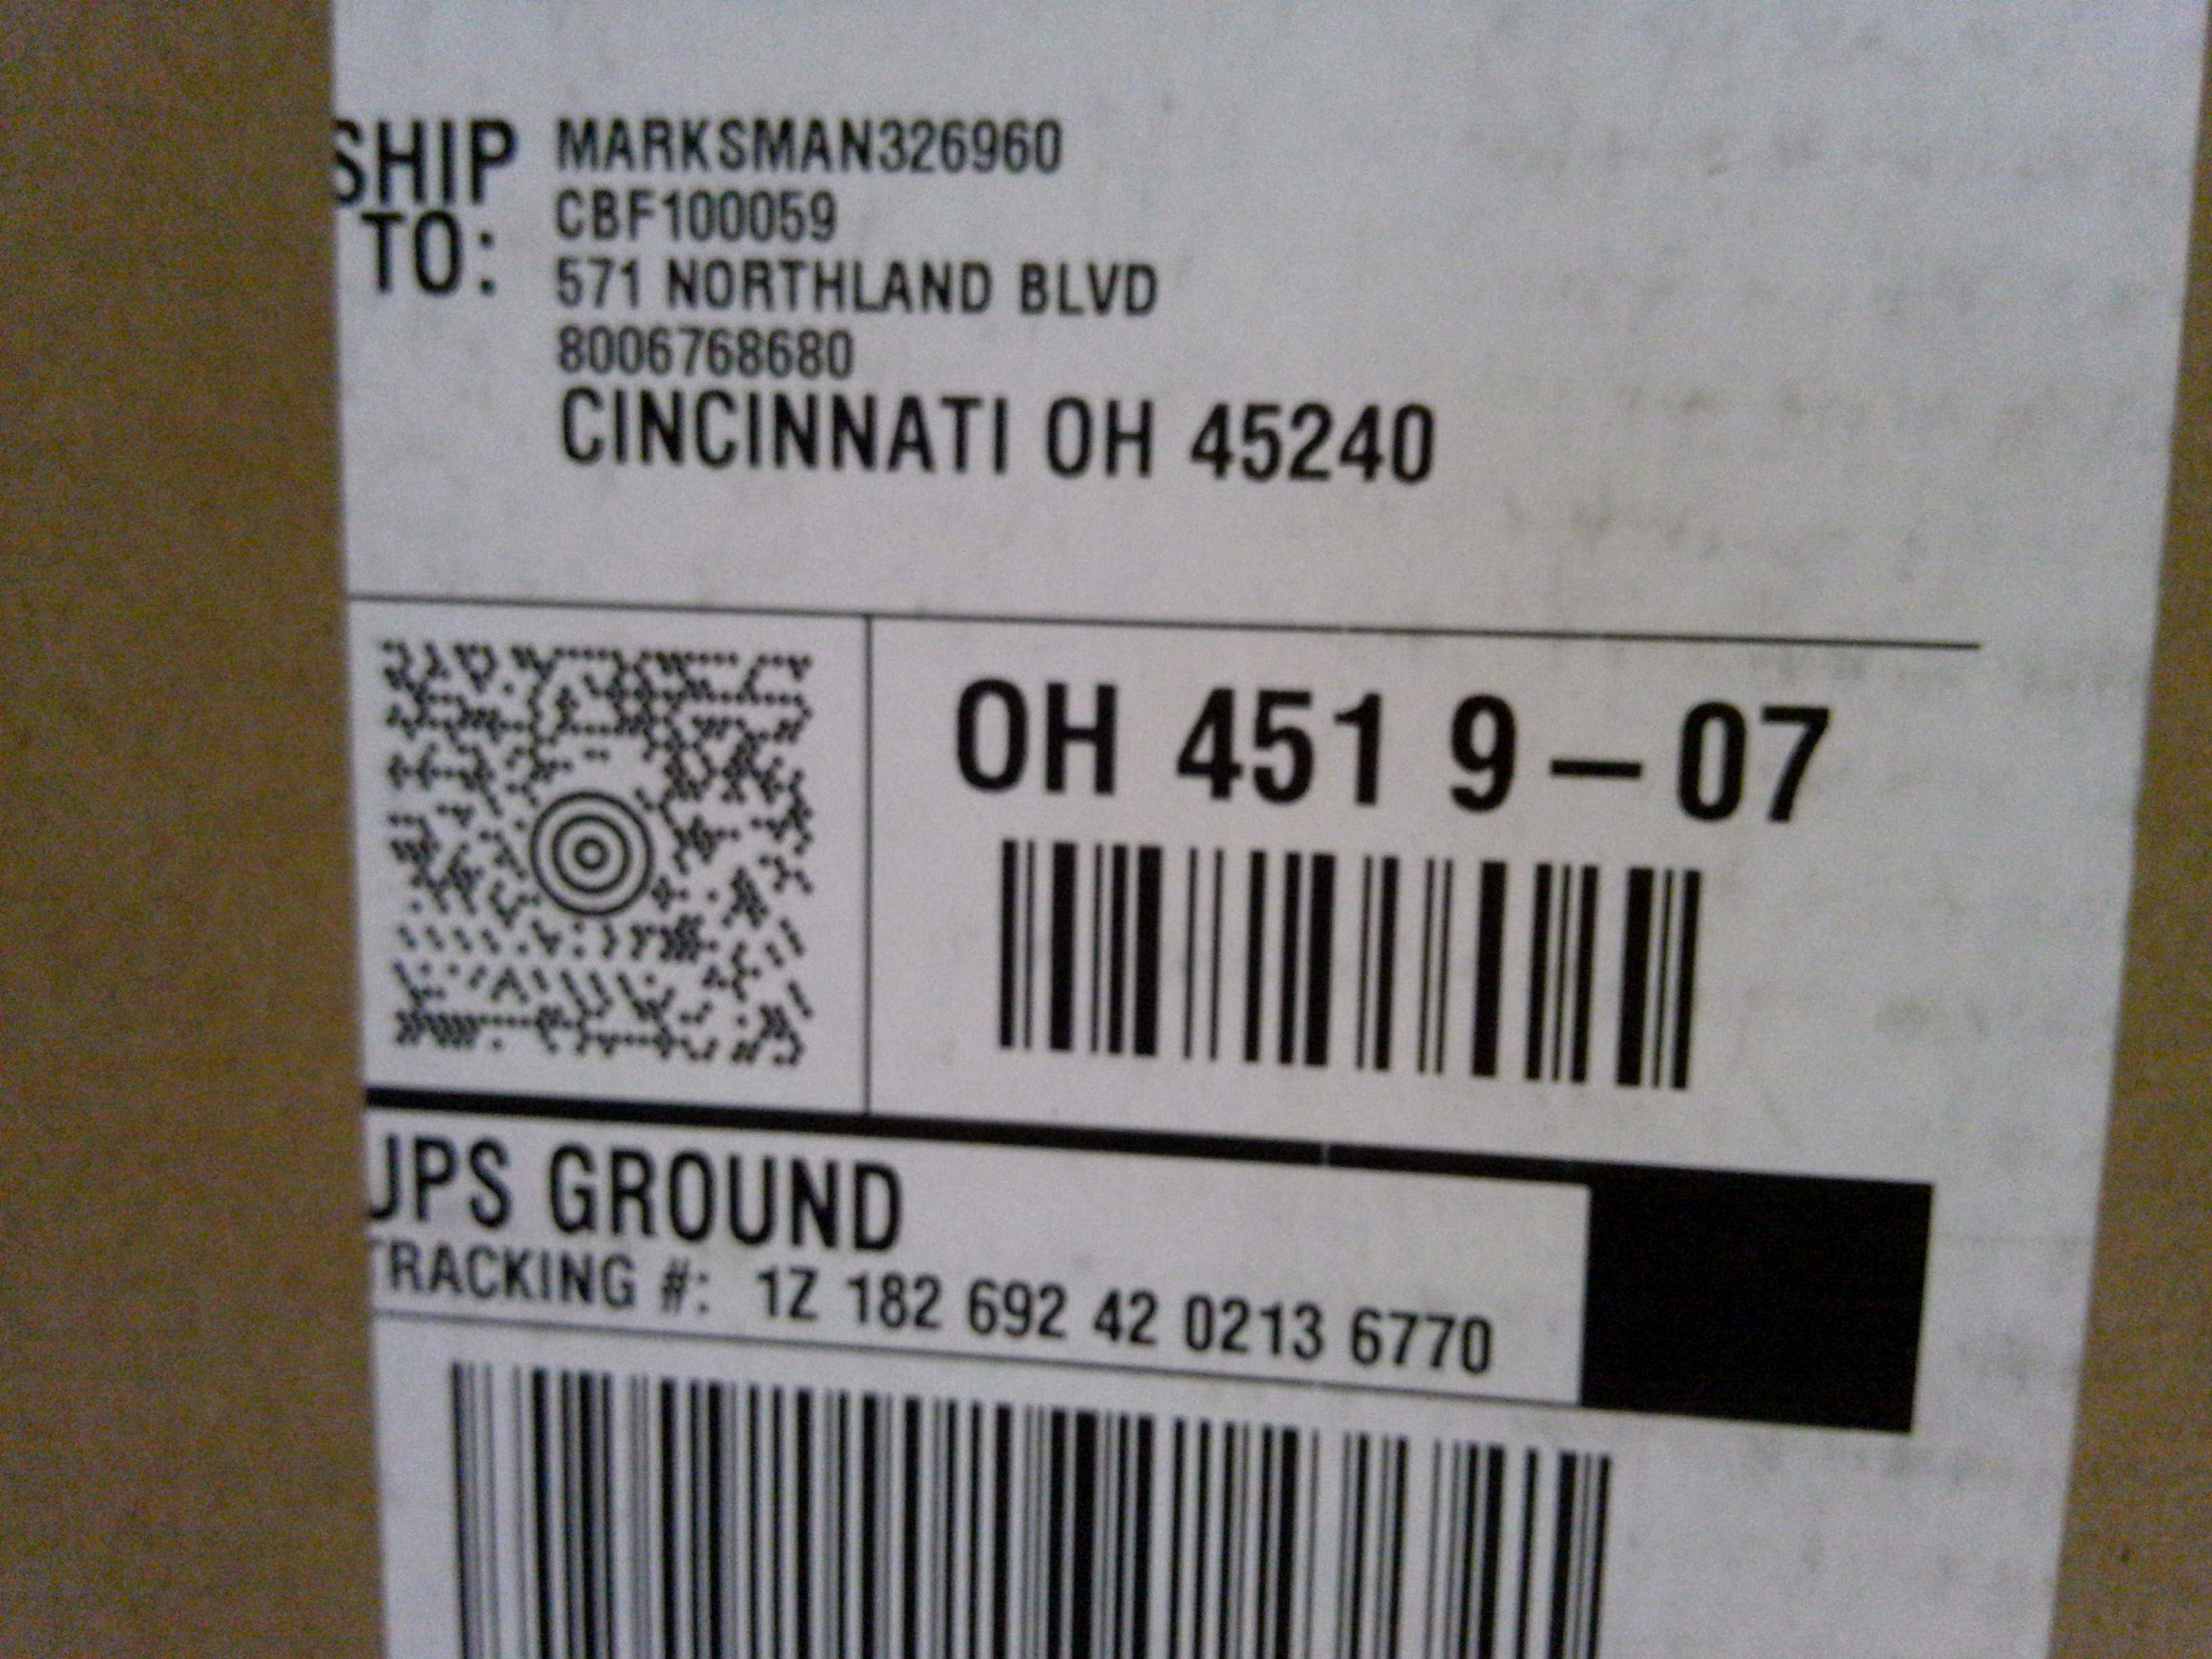 SHIP TO:
MARKSMAN326960
CBF100059
571 NORTHLAND BLVD
8006768680
CINCINNATI OH 45240
OH 451 9-07
UPS GROUND
TRACKING #: 1Z 182 692 42 0213 6770